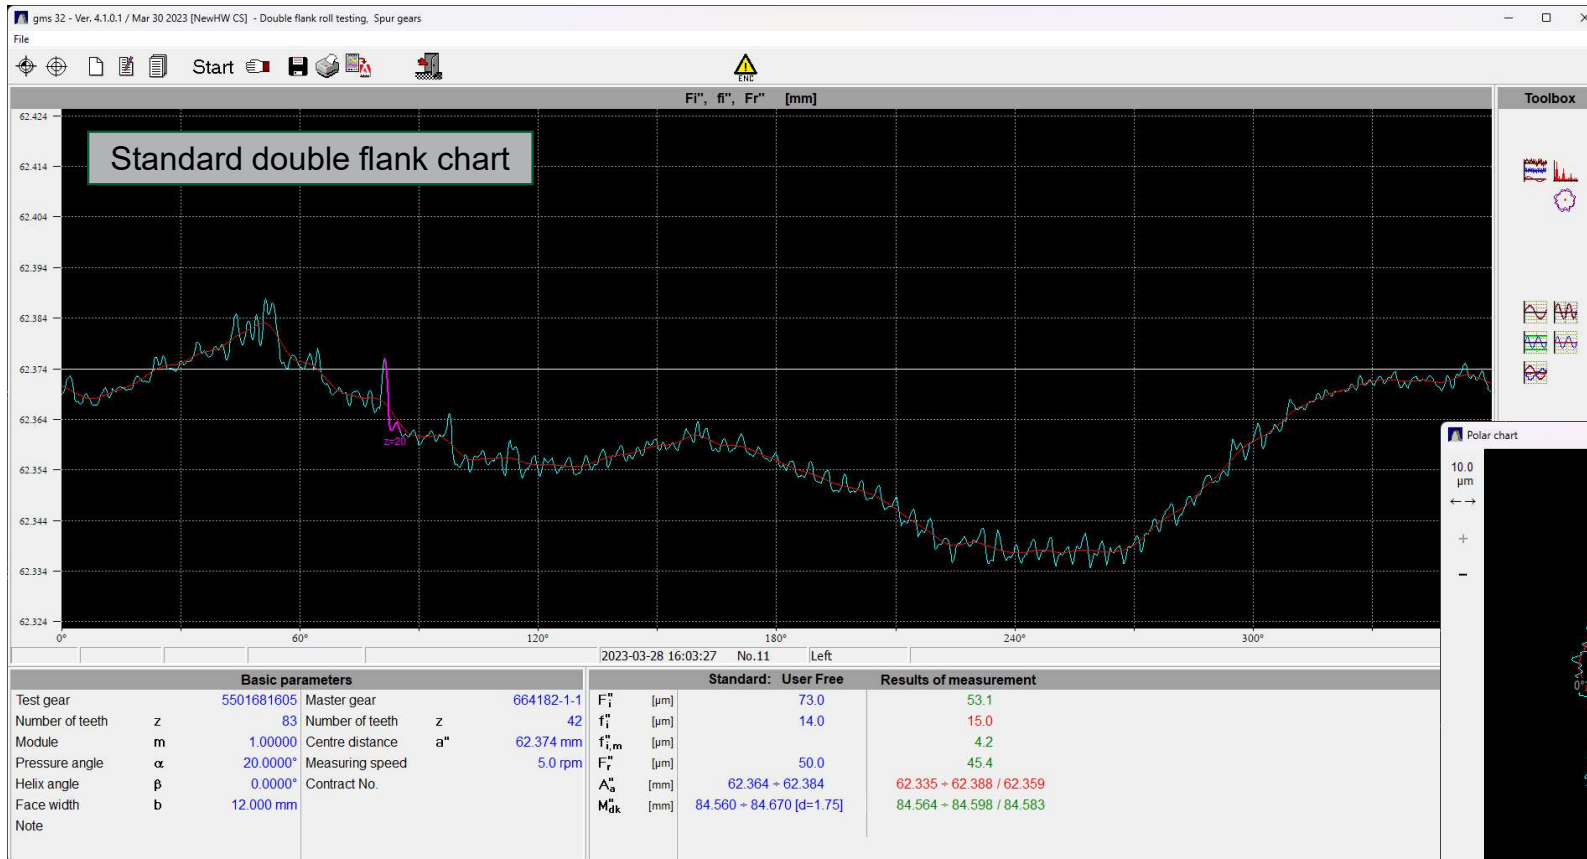 gms 32 - Ver. 4.1.0.1 / Mar 30 2023 [NewHW CS] - Double flank roll testing, Spur gears
File
Start
ENC
Fi", fi", Fr" [mm]
Toolbox
Standard double flank chart
62.424
62.414
62.404
62.394
62.384
62.374
62.364
62.354
62.344
62.334
62.324
z=20
0° 60° 120° 180° 240° 300°
Polar chart
10.0
µm
←→
+
−
0°
2023-03-28 16:03:27 No.11 Left
Basic parameters
Test gear 5501681605 Master gear 664182-1-1
Number of teeth z 83 Number of teeth z 42
Module m 1.00000 Centre distance a" 62.374 mm
Pressure angle α 20.0000° Measuring speed 5.0 rpm
Helix angle β 0.0000° Contract No.
Face width b 12.000 mm
Note
Standard: User Free Results of measurement
F"i [µm] 73.0 53.1
f"i [µm] 14.0 15.0
f"i,m [µm] 4.2
F"r [µm] 50.0 45.4
A"a [mm] 62.364 ÷ 62.384 62.335 ÷ 62.388 / 62.359
M"dk [mm] 84.560 ÷ 84.670 [d=1.75] 84.564 ÷ 84.598 / 84.583